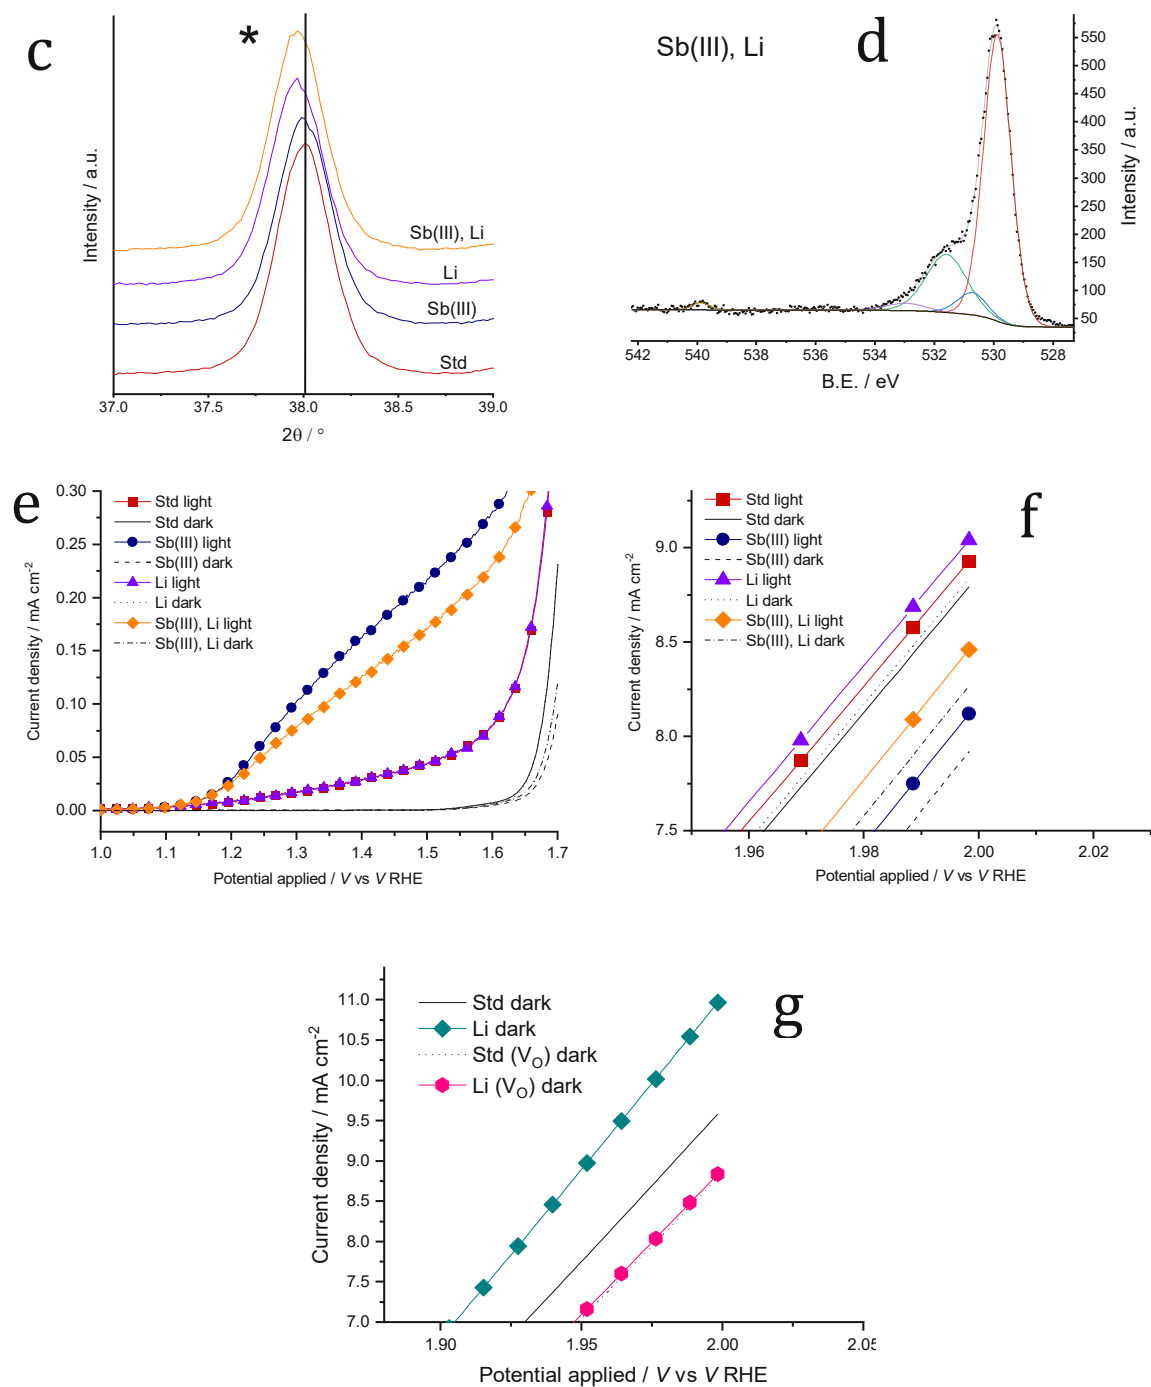 c
*
Intensity / a.u.
Sb(III), Li
Li
Sb(III)
Std
37.0 37.5 38.0 38.5 39.0
2θ / °
Sb(III), Li
d
550
500
450
400
350
300
250
200
150
100
50
Intensity / a.u.
542 540 538 536 534 532 530 528
B.E. / eV
e
0.30
0.25
0.20
0.15
0.10
0.05
0.00
Current density / mA cm⁻²
Std light
Std dark
Sb(III) light
Sb(III) dark
Li light
Li dark
Sb(III), Li light
Sb(III), Li dark
1.0 1.1 1.2 1.3 1.4 1.5 1.6 1.7
Potential applied / V vs V RHE
f
9.0
8.5
8.0
7.5
Current density / mA cm⁻²
Std light
Std dark
Sb(III) light
Sb(III) dark
Li light
Li dark
Sb(III), Li light
Sb(III), Li dark
1.96 1.98 2.00 2.02
Potential applied / V vs V RHE
g
11.0
10.5
10.0
9.5
9.0
8.5
8.0
7.5
7.0
Current density / mA cm⁻²
Std dark
Li dark
Std (V_O) dark
Li (V_O) dark
1.90 1.95 2.00 2.05
Potential applied / V vs V RHE